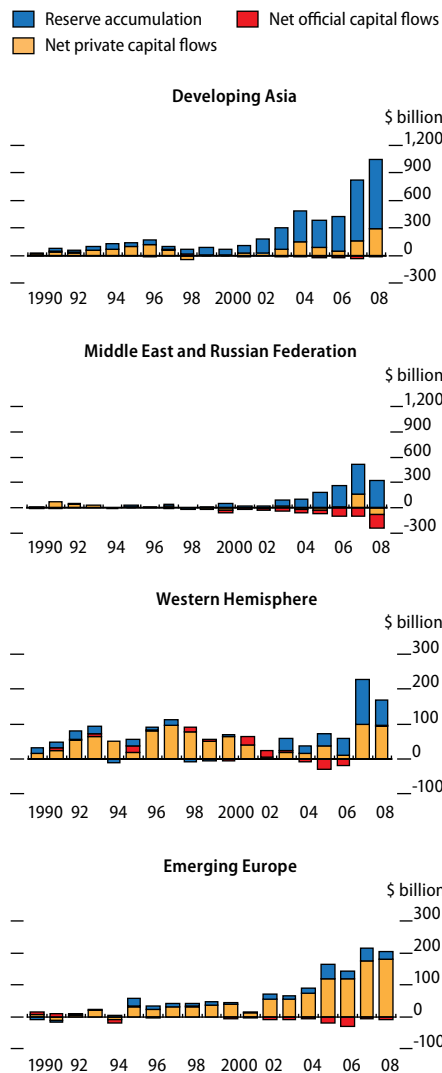 Reserve accumulation
Net official capital flows
Net private capital flows
Developing Asia
$ billion
1,200
900
600
300
0
-300
1990 92 94 96 98 2000 02 04 06 08
Middle East and Russian Federation
$ billion
1,200
900
600
300
0
-300
1990 92 94 96 98 2000 02 04 06 08
Western Hemisphere
$ billion
300
200
100
0
-100
1990 92 94 96 98 2000 02 04 06 08
Emerging Europe
$ billion
300
200
100
0
-100
1990 92 94 96 98 2000 02 04 06 08